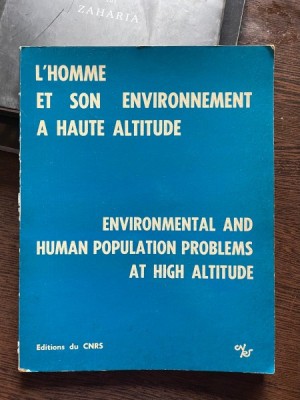 ZAHARIA
L'HOMME
ET SON ENVIRONNEMENT
A HAUTE ALTITUDE
ENVIRONMENTAL AND
HUMAN POPULATION PROBLEMS
AT HIGH ALTITUDE
Editions du CNRS
CNRS